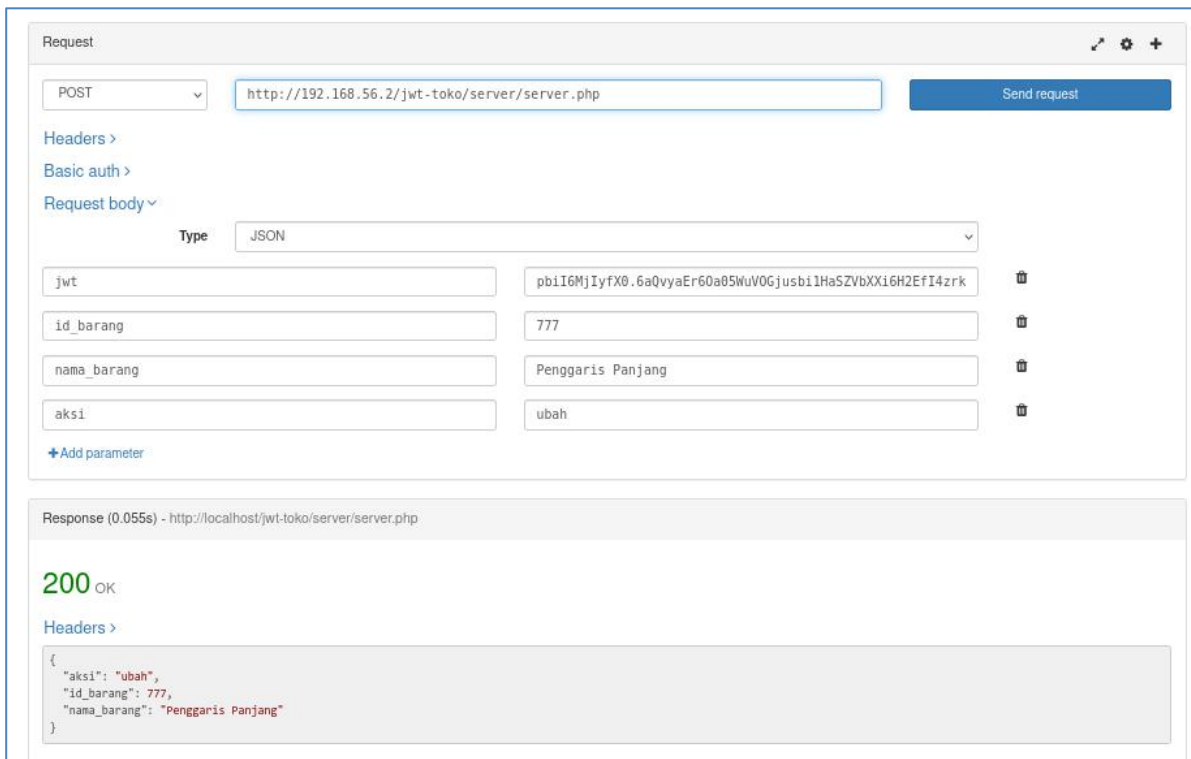 Request
POST http://192.168.56.2/jwt-toko/server/server.php Send request
Headers
Basic auth
Request body
Type JSON
jwt pbiI6MjIyfX0.6aQvyaEr6Oa05WuVOGjusbi1HaSZVbXXi6H2EfI4zrk
id_barang 777
nama_barang Penggaris Panjang
aksi ubah
+Add parameter
Response (0.055s) - http://localhost/jwt-toko/server/server.php
200 OK
Headers
{
"aksi": "ubah",
"id_barang": 777,
"nama_barang": "Penggaris Panjang"
}